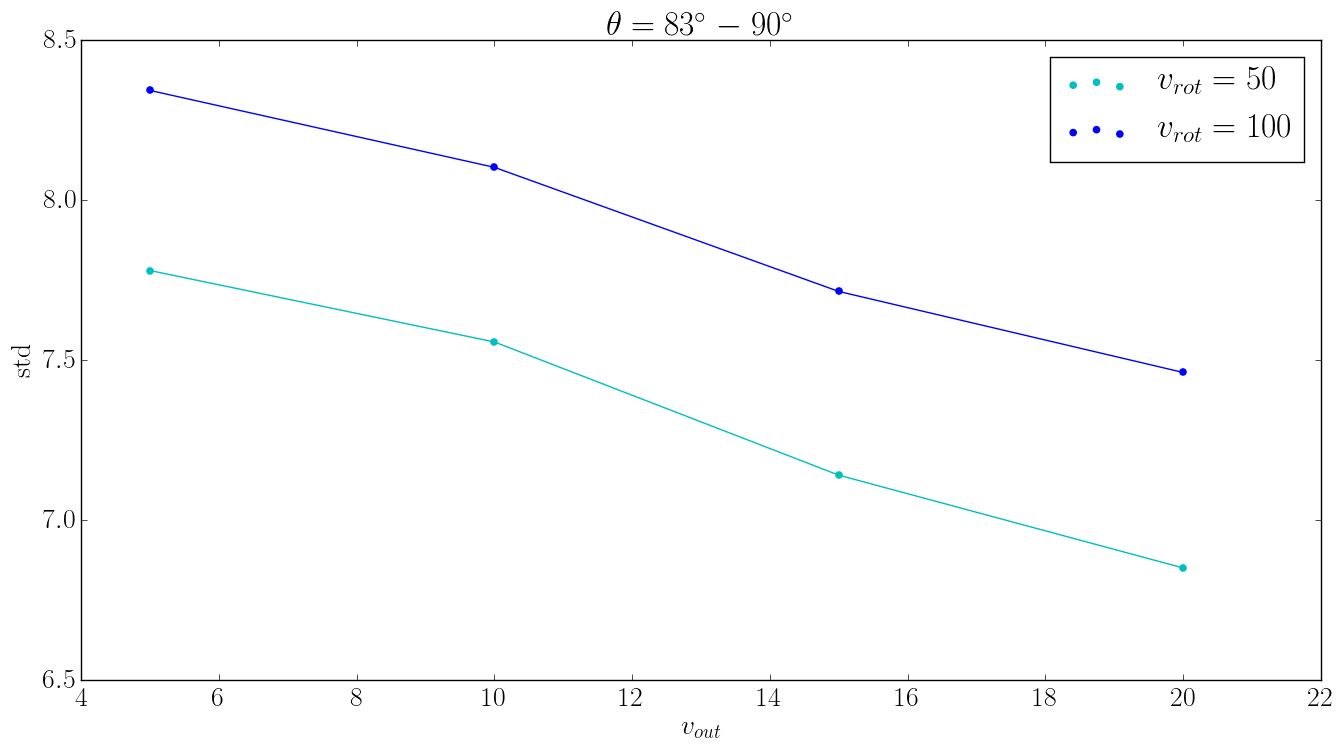 θ = 83° − 90°
8.5
8.0
7.5
7.0
6.5
std
v_rot = 50
v_rot = 100
4 6 8 10 12 14 16 18 20 22
v_out